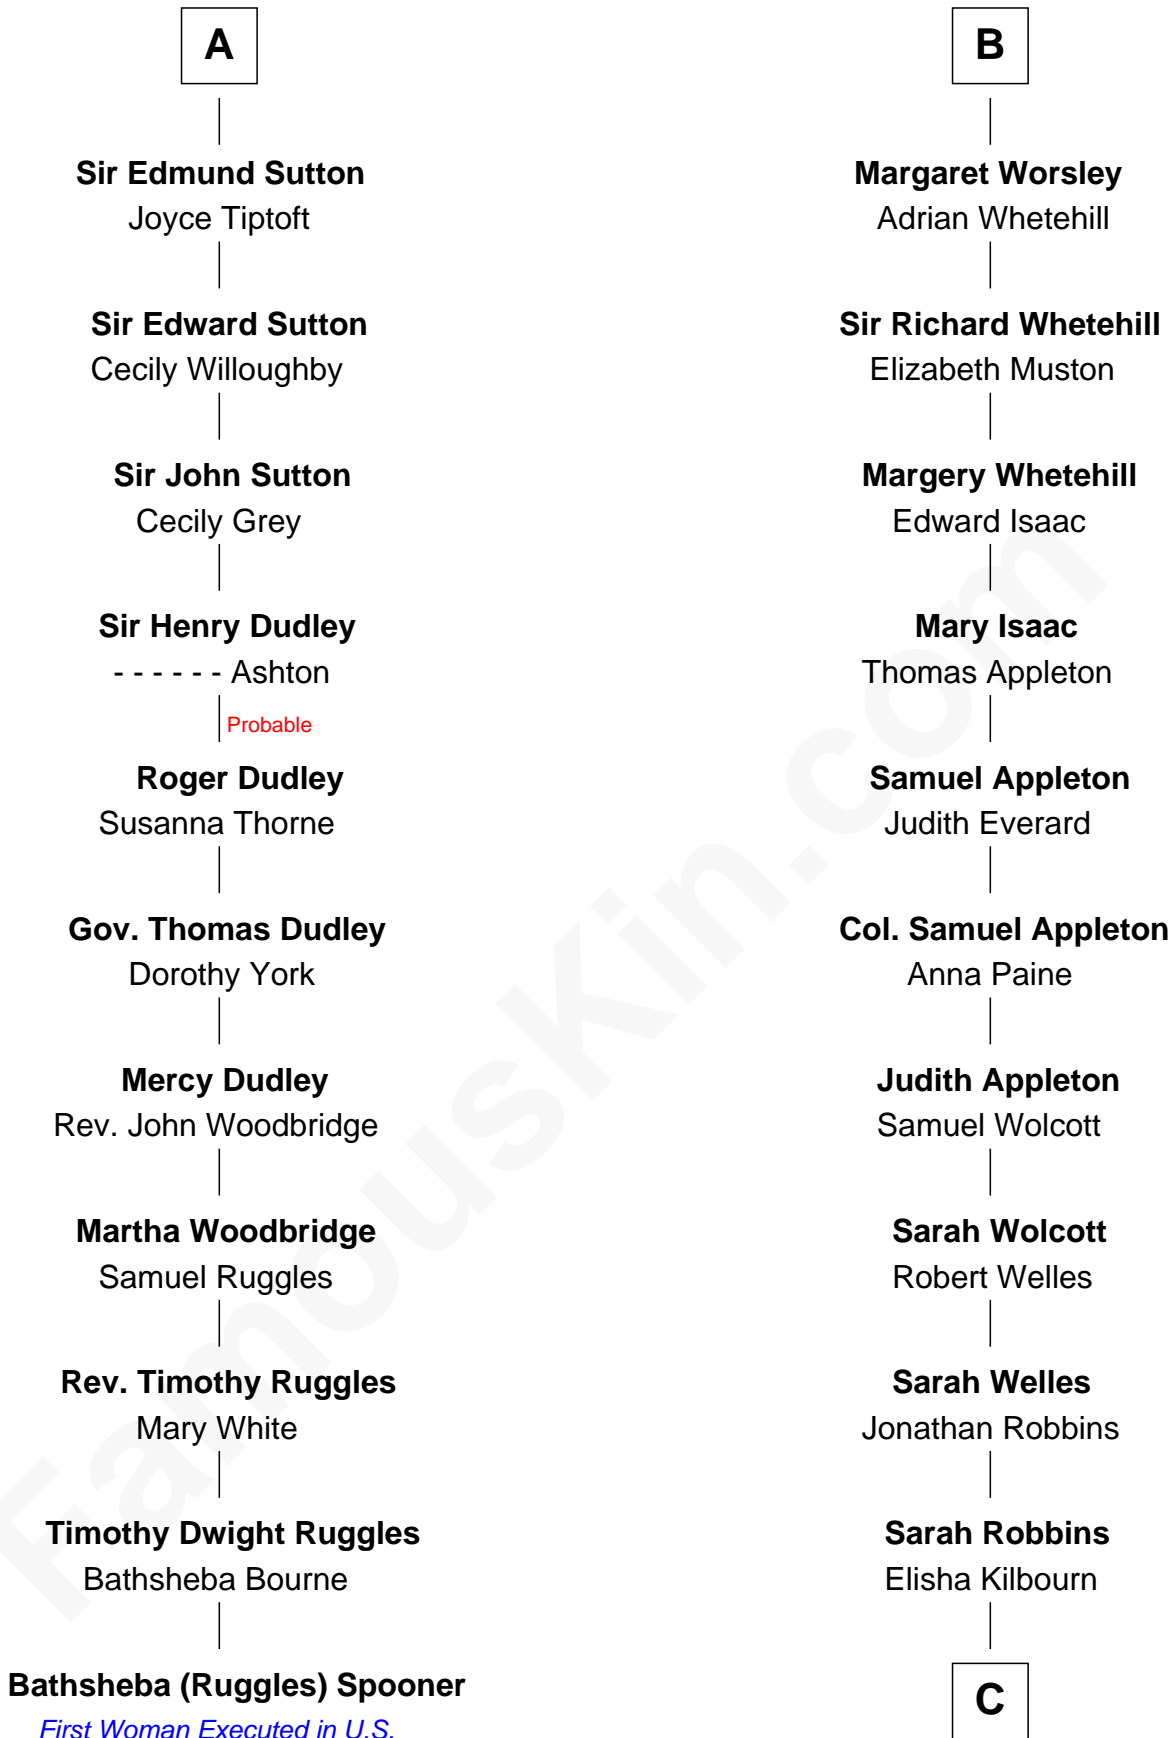 A
Sir Edmund Sutton
Joyce Tiptoft
Sir Edward Sutton
Cecily Willoughby
Sir John Sutton
Cecily Grey
Sir Henry Dudley
- - - - - - Ashton
Probable
Roger Dudley
Susanna Thorne
Gov. Thomas Dudley
Dorothy York
Mercy Dudley
Rev. John Woodbridge
Martha Woodbridge
Samuel Ruggles
Rev. Timothy Ruggles
Mary White
Timothy Dwight Ruggles
Bathsheba Bourne
Bathsheba (Ruggles) Spooner
First Woman Executed in U.S.
B
Margaret Worsley
Adrian Whetehill
Sir Richard Whetehill
Elizabeth Muston
Margery Whetehill
Edward Isaac
Mary Isaac
Thomas Appleton
Samuel Appleton
Judith Everard
Col. Samuel Appleton
Anna Paine
Judith Appleton
Samuel Wolcott
Sarah Wolcott
Robert Welles
Sarah Welles
Jonathan Robbins
Sarah Robbins
Elisha Kilbourn
C
FamousKin.com